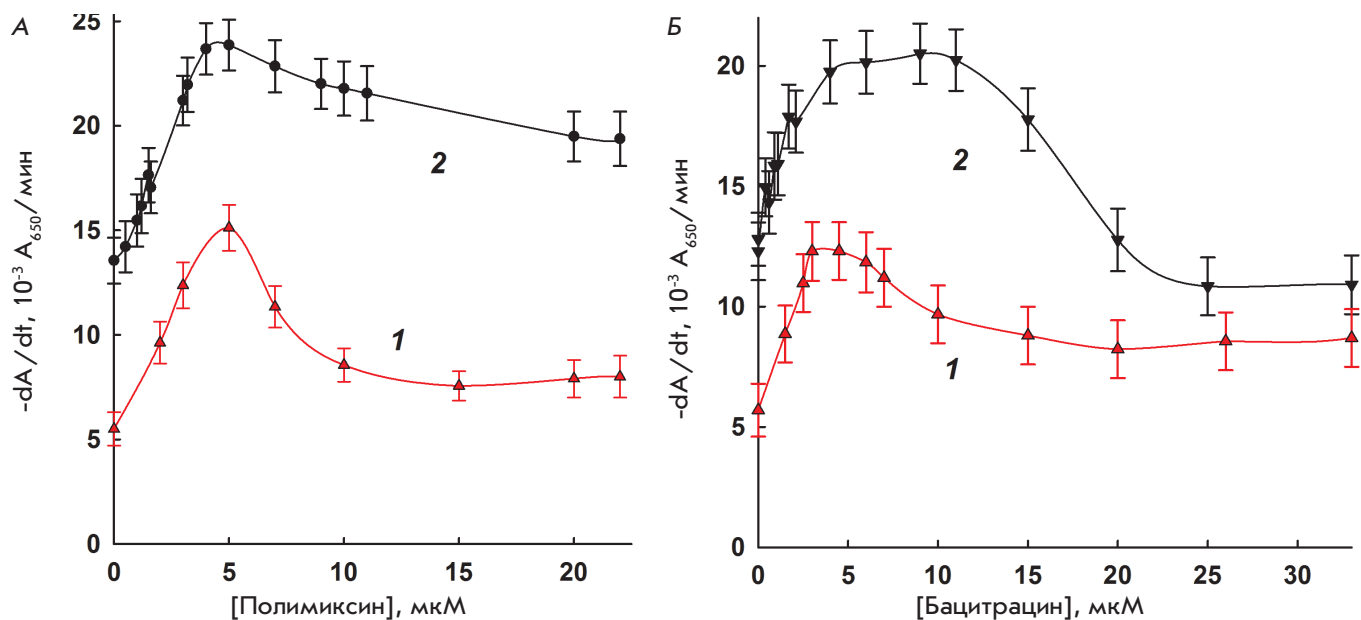 А
-dA/dt, 10⁻³ A₆₅₀/мин
25
20
15
10
5
0
2
1
0 5 10 15 20
[Полимиксин], мкМ
Б
-dA/dt, 10⁻³ A₆₅₀/мин
20
15
10
5
0
2
1
0 5 10 15 20 25 30
[Бацитрацин], мкМ